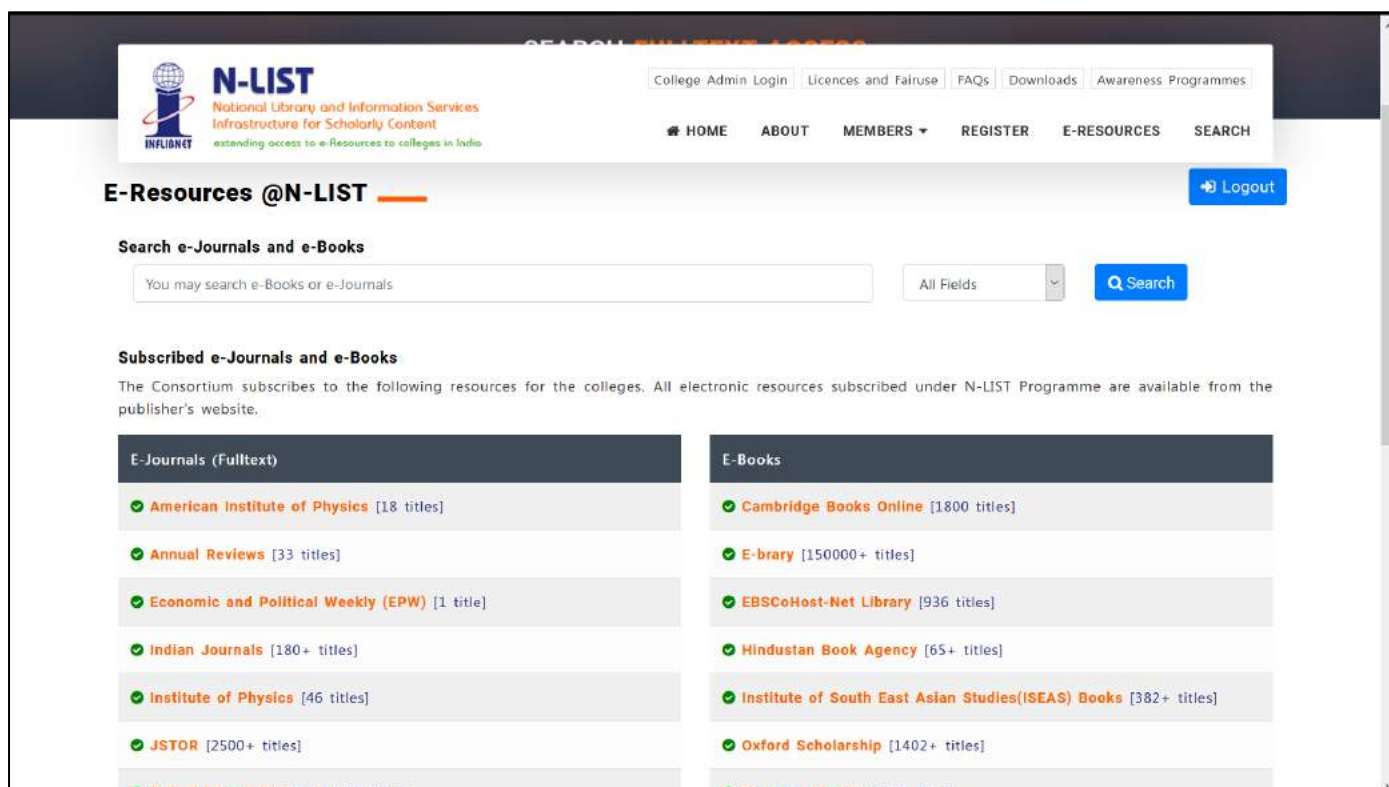 SEARCH FULLTEXT ACCESS
N-LIST
National Library and Information Services
Infrastructure for Scholarly Content
extending access to e-Resources to colleges in India
INFLIBNET
College Admin Login Licences and Fairuse FAQs Downloads Awareness Programmes
HOME ABOUT MEMBERS REGISTER E-RESOURCES SEARCH
E-Resources @N-LIST
Logout
Search e-Journals and e-Books
You may search e-Books or e-Journals All Fields Search
Subscribed e-Journals and e-Books
The Consortium subscribes to the following resources for the colleges. All electronic resources subscribed under N-LIST Programme are available from the
publisher's website.
E-Journals (Fulltext)
American Institute of Physics [18 titles]
Annual Reviews [33 titles]
Economic and Political Weekly (EPW) [1 title]
Indian Journals [180+ titles]
Institute of Physics [46 titles]
JSTOR [2500+ titles]
E-Books
Cambridge Books Online [1800 titles]
E-brary [150000+ titles]
EBSCoHost-Net Library [936 titles]
Hindustan Book Agency [65+ titles]
Institute of South East Asian Studies(ISEAS) Books [382+ titles]
Oxford Scholarship [1402+ titles]